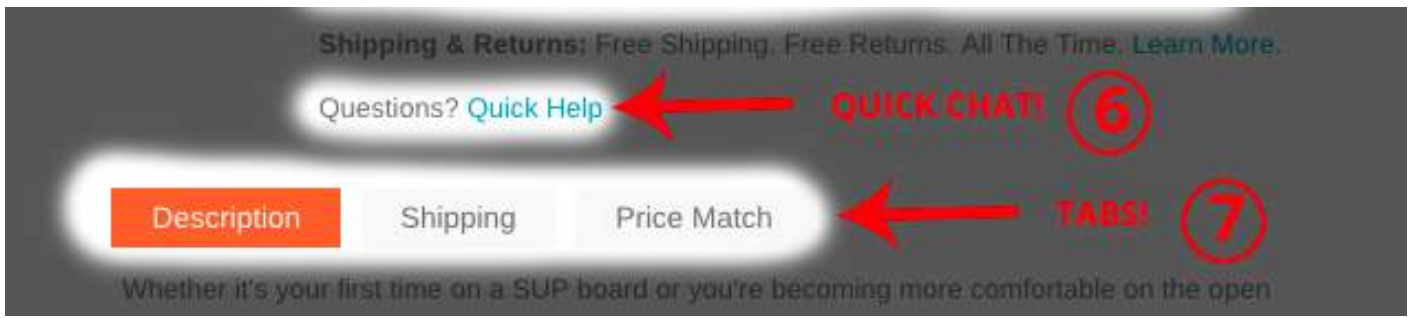 Shipping & Returns: Free Shipping. Free Returns. All The Time. Learn More.
Questions? Quick Help QUICK CHAT! 6
Description Shipping Price Match TABS! 7
Whether it's your first time on a SUP board or you're becoming more comfortable on the open